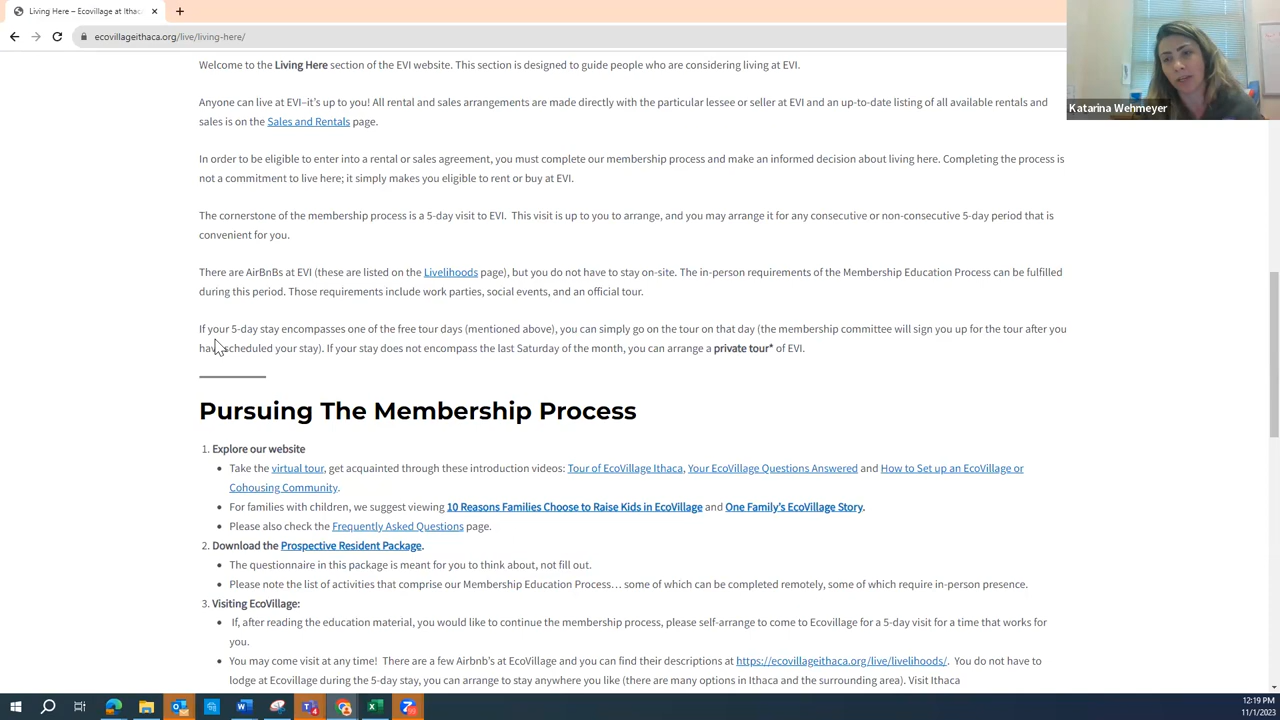 Living Here – EcoVillage at Itha
ecovillageithaca.org/live/living-here/
Katarina Wehmeyer
Welcome to the Living Here section of the EVI website. This section is designed to guide people who are considering living at EVI.
Anyone can live at EVI–it's up to you! All rental and sales arrangements are made directly with the particular lessee or seller at EVI and an up-to-date listing of all available rentals and
sales is on the Sales and Rentals page.
In order to be eligible to enter into a rental or sales agreement, you must complete our membership process and make an informed decision about living here. Completing the process is
not a commitment to live here; it simply makes you eligible to rent or buy at EVI.
The cornerstone of the membership process is a 5-day visit to EVI. This visit is up to you to arrange, and you may arrange it for any consecutive or non-consecutive 5-day period that is
convenient for you.
There are AirBnBs at EVI (these are listed on the Livelihoods page), but you do not have to stay on-site. The in-person requirements of the Membership Education Process can be fulfilled
during this period. Those requirements include work parties, social events, and an official tour.
If your 5-day stay encompasses one of the free tour days (mentioned above), you can simply go on the tour on that day (the membership committee will sign you up for the tour after you
have scheduled your stay). If your stay does not encompass the last Saturday of the month, you can arrange a private tour* of EVI.
Pursuing The Membership Process
1. Explore our website
• Take the virtual tour, get acquainted through these introduction videos: Tour of EcoVillage Ithaca, Your EcoVillage Questions Answered and How to Set up an EcoVillage or
Cohousing Community.
• For families with children, we suggest viewing 10 Reasons Families Choose to Raise Kids in EcoVillage and One Family's EcoVillage Story.
• Please also check the Frequently Asked Questions page.
2. Download the Prospective Resident Package.
• The questionnaire in this package is meant for you to think about, not fill out.
• Please note the list of activities that comprise our Membership Education Process… some of which can be completed remotely, some of which require in-person presence.
3. Visiting EcoVillage:
• If, after reading the education material, you would like to continue the membership process, please self-arrange to come to Ecovillage for a 5-day visit for a time that works for
you.
• You may come visit at any time! There are a few Airbnb's at EcoVillage and you can find their descriptions at https://ecovillageithaca.org/live/livelihoods/. You do not have to
lodge at Ecovillage during the 5-day stay, you can arrange to stay anywhere you like (there are many options in Ithaca and the surrounding area). Visit Ithaca
12:19 PM
11/1/2023